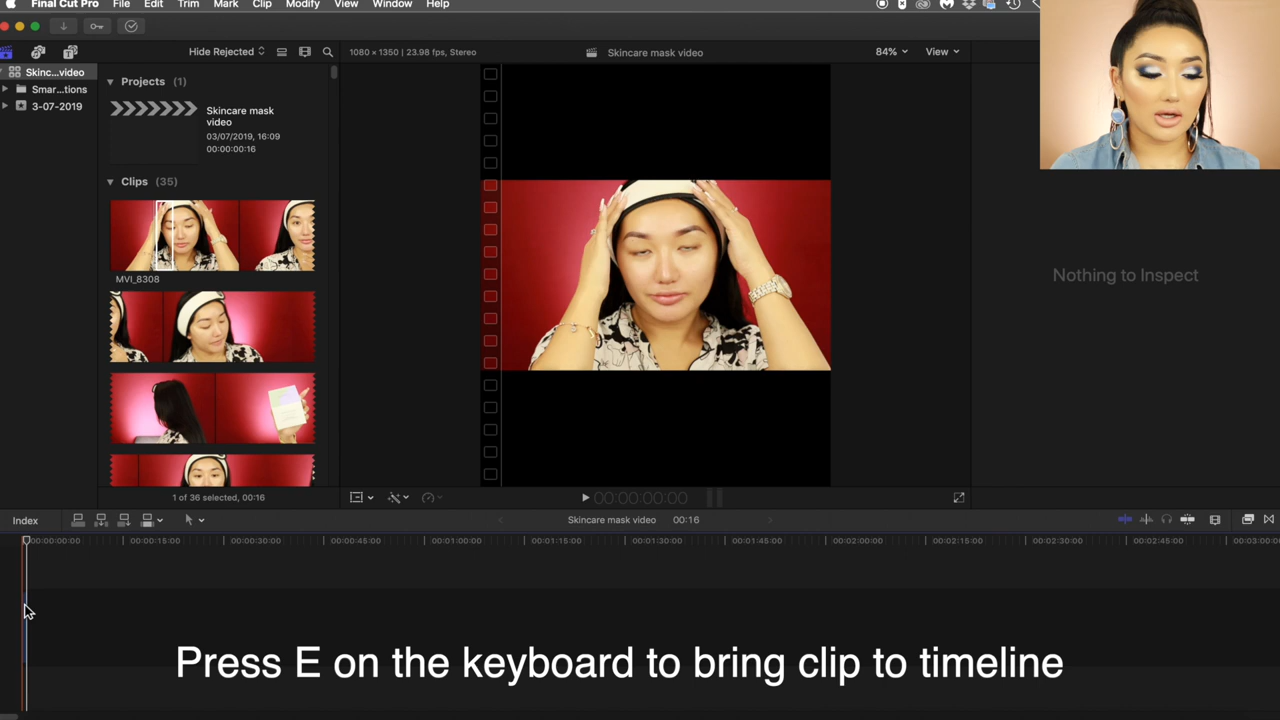 Final Cut Pro File Edit Trim Mark Clip Modify View Window Help
Hide Rejected
1080 × 1350 | 23.98 fps, Stereo
Skincare mask video
84%
View
Skinc...video
Smar...tions
3-07-2019
Projects (1)
Skincare mask
video
03/07/2019, 16:09
00:00:00:16
Clips (35)
MVI_8308
1 of 36 selected, 00:16
00:00:00:00
Nothing to Inspect
Index
Skincare mask video 00:16
00:00:00:00 00:00:15:00 00:00:30:00 00:00:45:00 00:01:00:00 00:01:15:00 00:01:30:00 00:01:45:00 00:02:00:00 00:02:15:00 00:02:30:00 00:02:45:00 00:03:00:00
Press E on the keyboard to bring clip to timeline